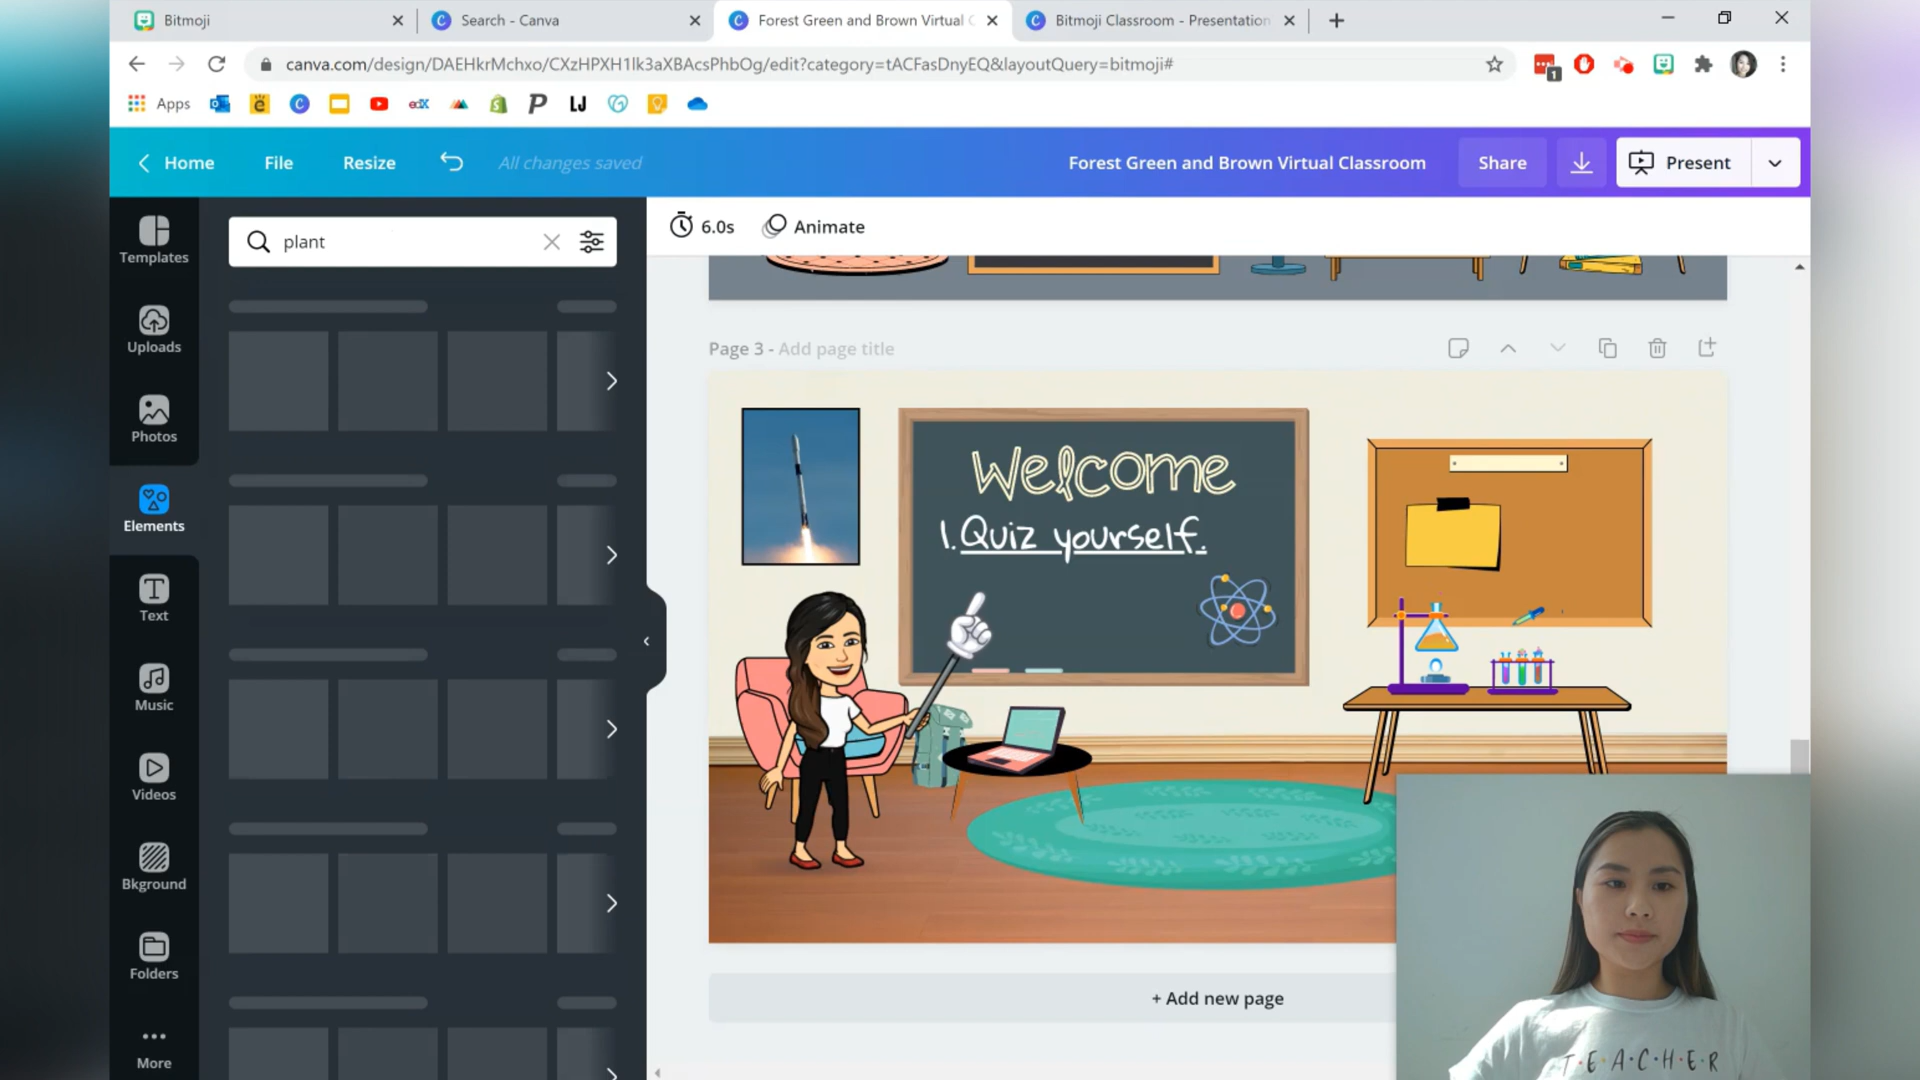 Bitmoji
Search - Canva
Forest Green and Brown Virtual C
Bitmoji Classroom - Presentation
canva.com/design/DAEHkrMchxo/CXzHPXH1lk3aXBAcsPhbOg/edit?category=tACFasDnyEQ&layoutQuery=bitmoji#
1
Apps
edX
P
LJ
Home
File
Resize
All changes saved
Forest Green and Brown Virtual Classroom
Share
Present
Templates
plant
6.0s
Animate
Uploads
Page 3 - Add page title
Photos
Welcome
1. Quiz yourself.
Elements
Text
Music
Videos
Bkground
Folders
+ Add new page
More
T·E·A·C·H·E·R